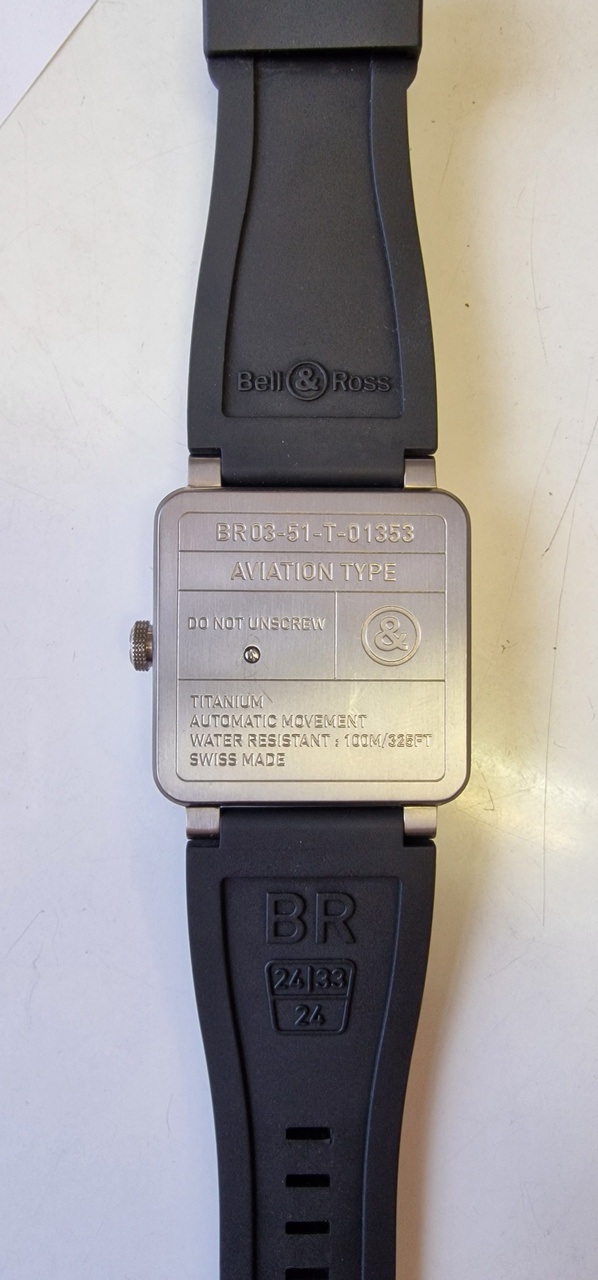 Bell & Ross
BR03-51-T-01353
AVIATION TYPE
DO NOT UNSCREW
&
TITANIUM
AUTOMATIC MOVEMENT
WATER RESISTANT : 100M/325FT
SWISS MADE
BR
24|33
24